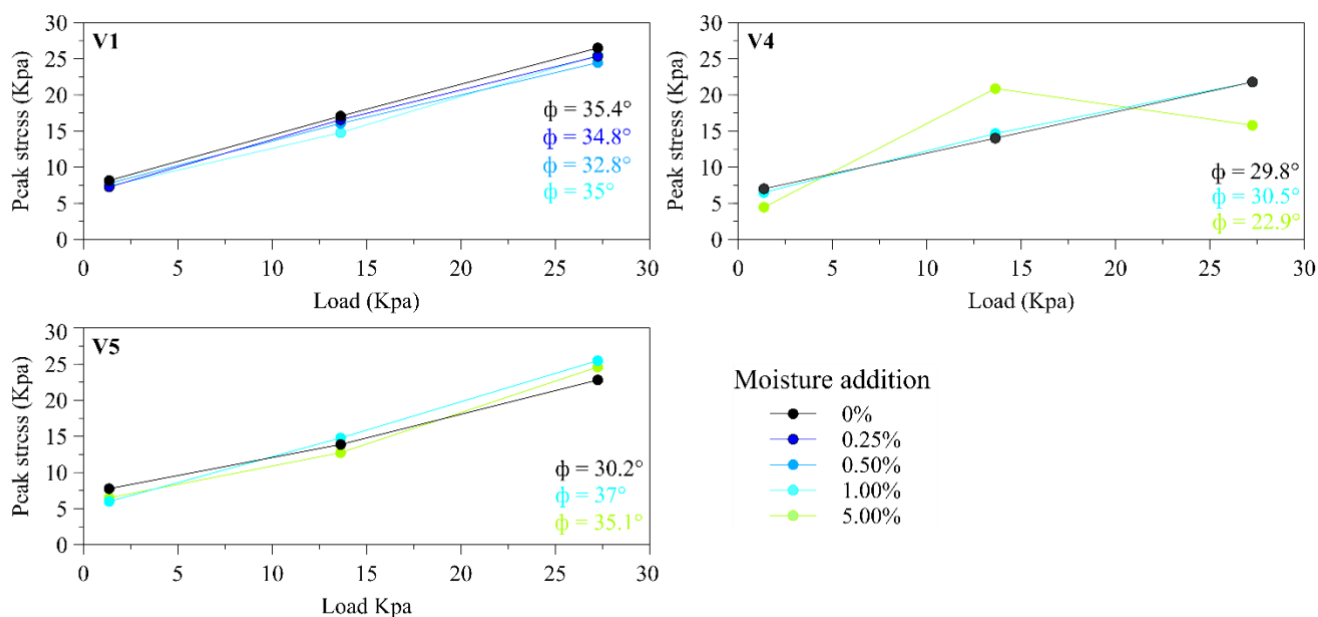 V1
Peak stress (Kpa)
30
25
20
15
10
5
0
ϕ = 35.4°
ϕ = 34.8°
ϕ = 32.8°
ϕ = 35°
0 5 10 15 20 25 30
Load (Kpa)
V4
Peak stress (Kpa)
30
25
20
15
10
5
0
ϕ = 29.8°
ϕ = 30.5°
ϕ = 22.9°
0 5 10 15 20 25 30
Load (Kpa)
V5
Peak stress (Kpa)
30
25
20
15
10
5
0
ϕ = 30.2°
ϕ = 37°
ϕ = 35.1°
0 5 10 15 20 25 30
Load Kpa
Moisture addition
0%
0.25%
0.50%
1.00%
5.00%